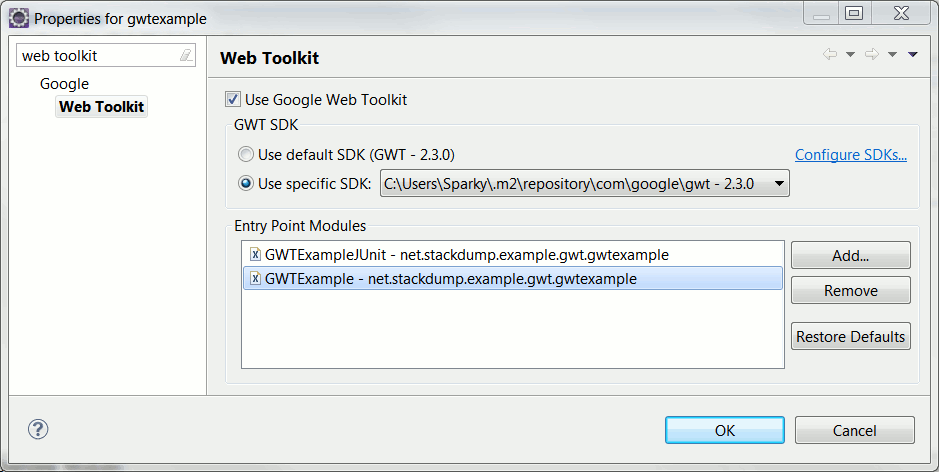 Properties for gwtexample
web toolkit
Google
Web Toolkit
Web Toolkit
Use Google Web Toolkit
GWT SDK
Use default SDK (GWT - 2.3.0)
Configure SDKs...
Use specific SDK: C:\Users\Sparky\.m2\repository\com\google\gwt - 2.3.0
Entry Point Modules
GWTExampleJUnit - net.stackdump.example.gwt.gwtexample
Add...
GWTExample - net.stackdump.example.gwt.gwtexample
Remove
Restore Defaults
?
OK
Cancel